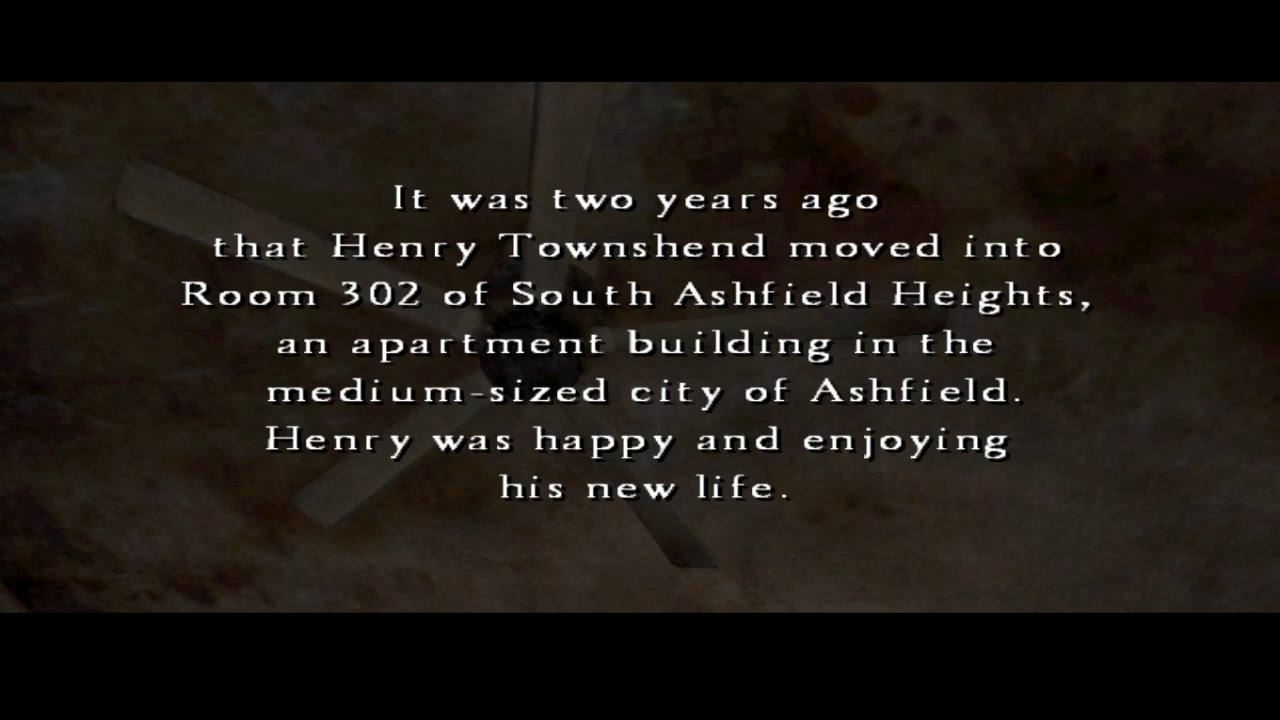 It was two years ago
that Henry Townshend moved into
Room 302 of South Ashfield Heights,
an apartment building in the
medium-sized city of Ashfield.
Henry was happy and enjoying
his new life.